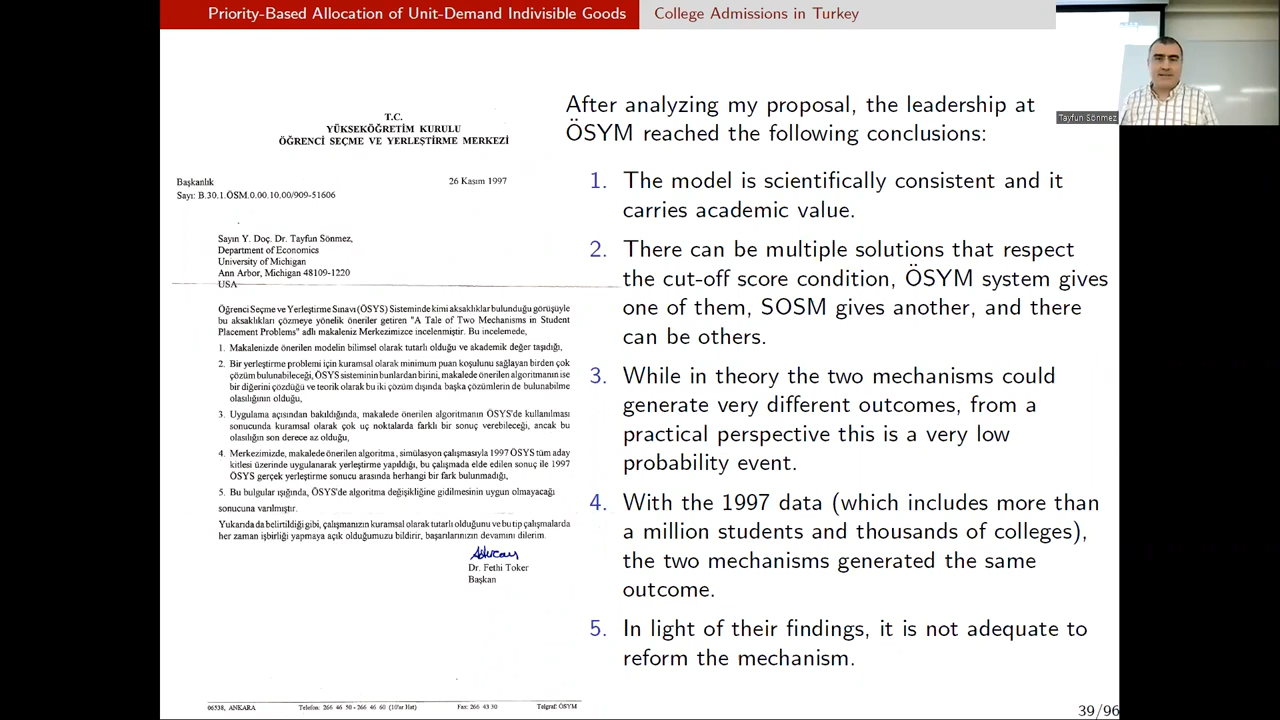 Priority-Based Allocation of Unit-Demand Indivisible Goods
College Admissions in Turkey
Tayfun Sönmez
T.C.
YÜKSEKÖĞRETİM KURULU
ÖĞRENCİ SEÇME VE YERLEŞTİRME MERKEZİ
Başkanlık
26 Kasım 1997
Sayı: B.30.1.ÖSM.0.00.10.00/909-51606
Sayın Y. Doç. Dr. Tayfun Sönmez,
Department of Economics
University of Michigan
Ann Arbor, Michigan 48109-1220
USA
Öğrenci Seçme ve Yerleştirme Sınavı (ÖSYS) Sisteminde kimi aksaklıklar bulunduğu görüşüyle
bu aksaklıkları çözmeye yönelik öneriler getiren "A Tale of Two Mechanisms in Student
Placement Problems" adlı makaleniz Merkezimizce incelenmiştir. Bu incelemede,
1. Makalenizde önerilen modelin bilimsel olarak tutarlı olduğu ve akademik değer taşıdığı,
2. Bir yerleştirme problemi için kuramsal olarak minimum puan koşulunu sağlayan birden çok
çözüm bulunabileceği, ÖSYS sisteminin bunlardan birini, makalede önerilen algoritmanın ise
bir diğerini çözdüğü ve teorik olarak bu iki çözüm dışında başka çözümlerin de bulunabilme
olasılığının olduğu,
3. Uygulama açısından bakıldığında, makalede önerilen algoritmanın ÖSYS'de kullanılması
sonucunda kuramsal olarak çok uç noktalarda farklı bir sonuç verebileceği, ancak bu
olasılığın son derece az olduğu,
4. Merkezimizde, makalede önerilen algoritma, simülasyon çalışmasıyla 1997 ÖSYS tüm aday
kitlesi üzerinde uygulanarak yerleştirme yapıldığı, bu çalışmada elde edilen sonuç ile 1997
ÖSYS gerçek yerleştirme sonucu arasında herhangi bir fark bulunmadığı,
5. Bu bulgular ışığında, ÖSYS'de algoritma değişikliğine gidilmesinin uygun olmayacağı
sonucuna varılmıştır.
Yukarıda da belirtildiği gibi, çalışmanızın kuramsal olarak tutarlı olduğunu ve bu tip çalışmalarda
her zaman işbirliği yapmaya açık olduğumuzu bildirir, başarılarınızın devamını dilerim.
Dr. Fethi Toker
Başkan
06538, ANKARA
Telefon: 266 46 50 - 266 46 60 (10'ar Hat)
Fax: 266 43 30
Telgraf: ÖSYM
After analyzing my proposal, the leadership at
ÖSYM reached the following conclusions:
1. The model is scientifically consistent and it
carries academic value.
2. There can be multiple solutions that respect
the cut-off score condition, ÖSYM system gives
one of them, SOSM gives another, and there
can be others.
3. While in theory the two mechanisms could
generate very different outcomes, from a
practical perspective this is a very low
probability event.
4. With the 1997 data (which includes more than
a million students and thousands of colleges),
the two mechanisms generated the same
outcome.
5. In light of their findings, it is not adequate to
reform the mechanism.
39/96